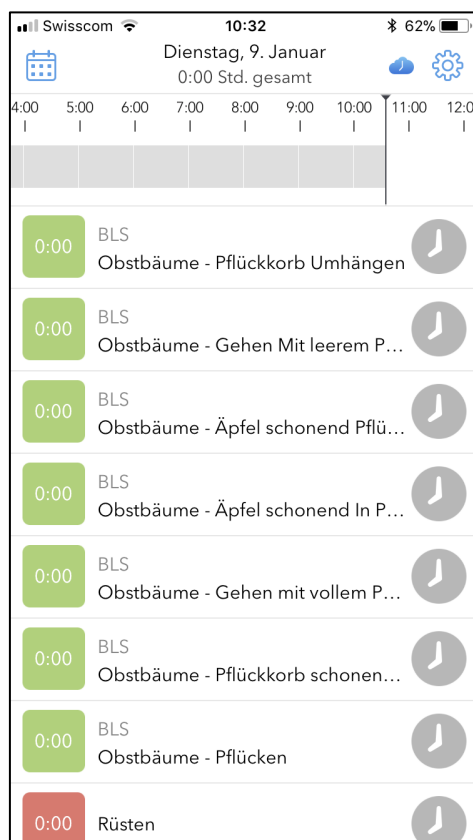 Swisscom 10:32 62%
Dienstag, 9. Januar
0:00 Std. gesamt
4:00 5:00 6:00 7:00 8:00 9:00 10:00 11:00 12:0
BLS
0:00 Obstbäume - Pflückkorb Umhängen
BLS
0:00 Obstbäume - Gehen Mit leerem P...
BLS
0:00 Obstbäume - Äpfel schonend Pflü...
BLS
0:00 Obstbäume - Äpfel schonend In P...
BLS
0:00 Obstbäume - Gehen mit vollem P...
BLS
0:00 Obstbäume - Pflückkorb schonen...
BLS
0:00 Obstbäume - Pflücken
0:00 Rüsten